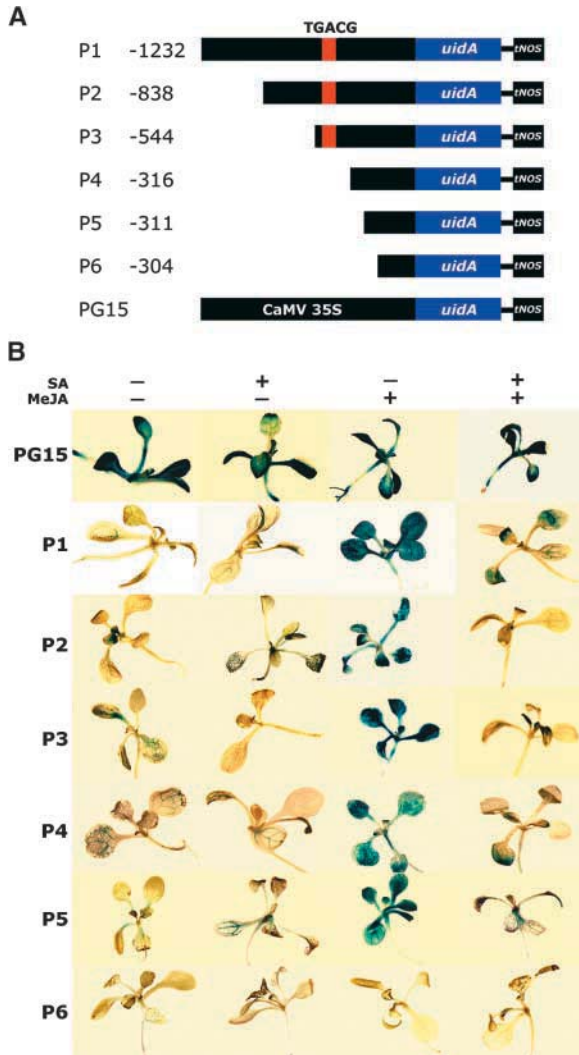 A
TGACG
P1 -1232 uidA tNOS
P2 -838 uidA tNOS
P3 -544 uidA tNOS
P4 -316 uidA tNOS
P5 -311 uidA tNOS
P6 -304 uidA tNOS
PG15 CaMV 35S uidA tNOS
B
SA – + – +
MeJA – – + +
PG15
P1
P2
P3
P4
P5
P6